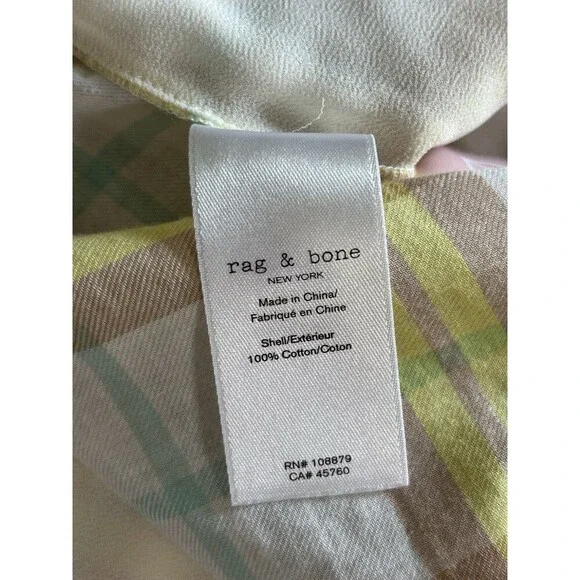 rag & bone
NEW YORK
Made in China/
Fabriqué en Chine
Shell/Extérieur
100% Cotton/Coton
RN# 108879
CA# 45760